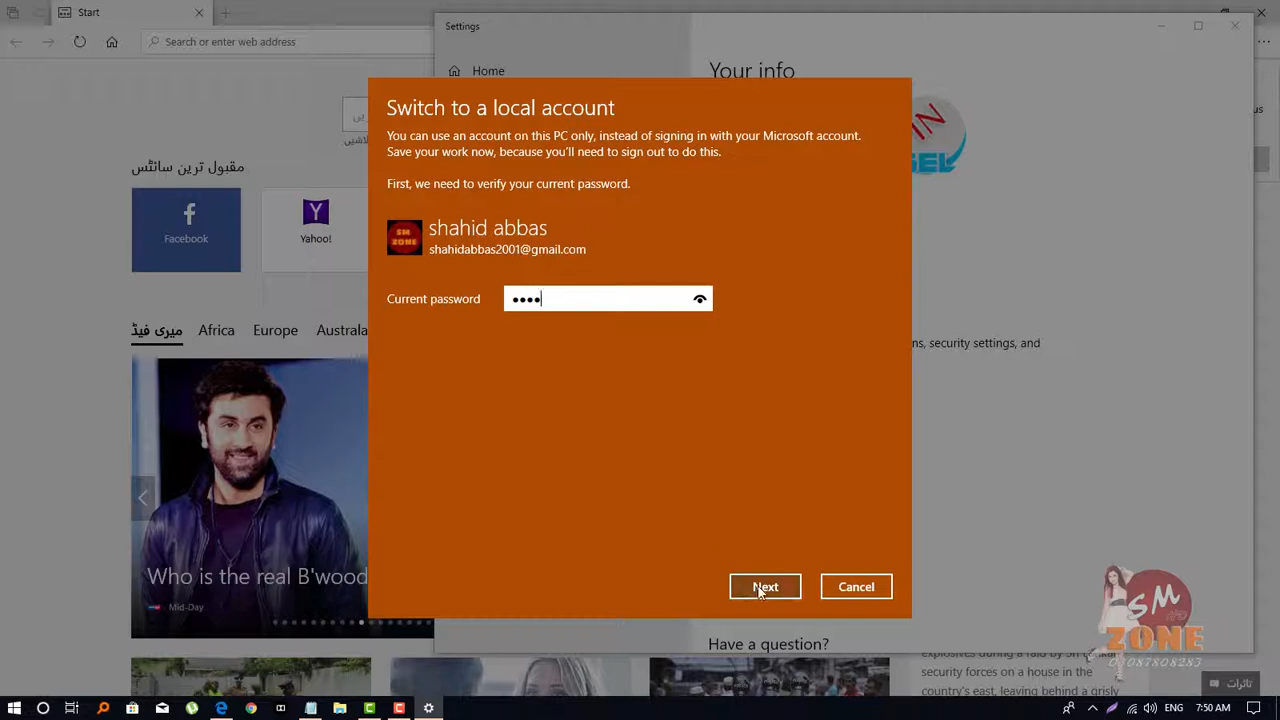 Start
Settings
Search or enter web address
Home
Your info
مقبول ترین سائٹس
Facebook
Yahoo!
Switch to a local account
You can use an account on this PC only, instead of signing in with your Microsoft account.
Save your work now, because you'll need to sign out to do this.
First, we need to verify your current password.
SM
ZONE
shahid abbas
shahidabbas2001@gmail.com
Current password
Next
Cancel
میری فیڈ
Africa
Europe
Australa
ns, security settings, and
Who is the real B'wood
Mid-Day
Have a question?
security forces on a house in the
country's east, leaving behind a grisly
SM
ZONE
03087808283
تاثرات
ENG
7:50 AM